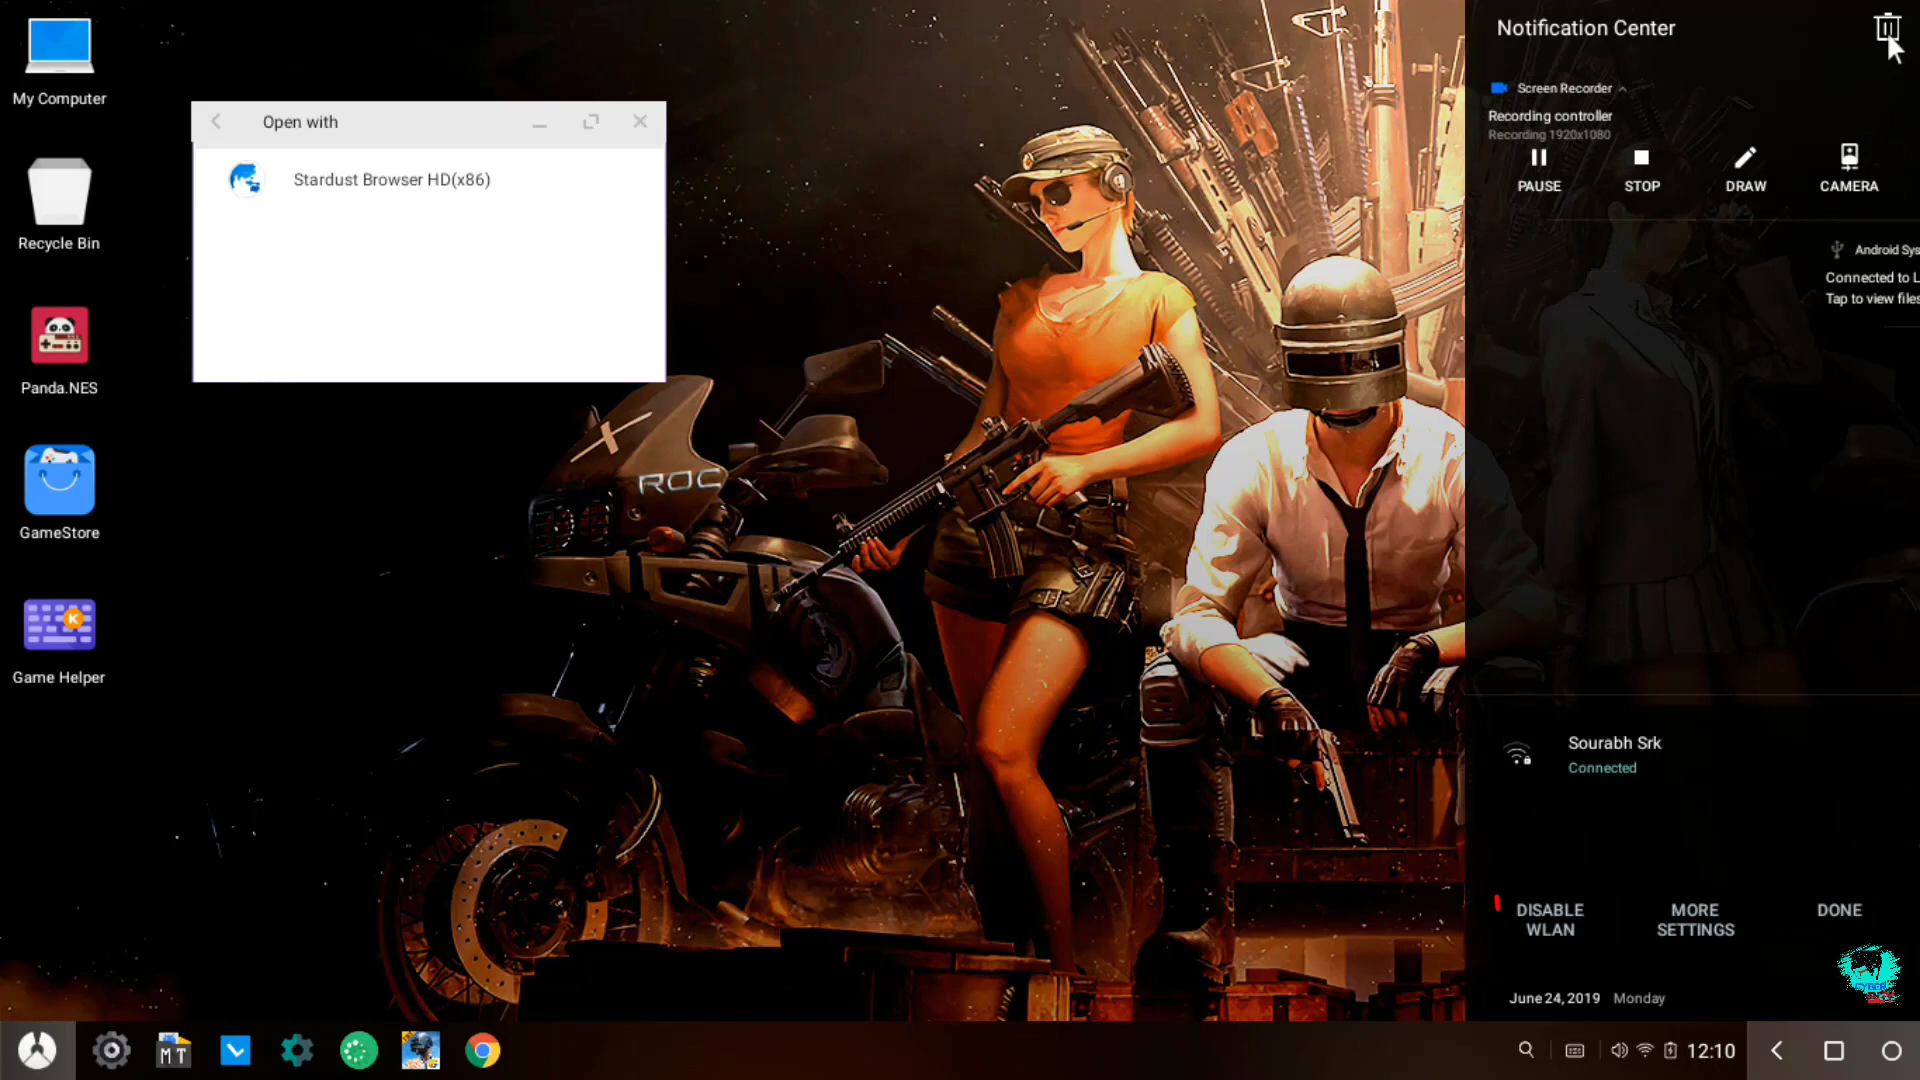 My Computer
Recycle Bin
Panda.NES
GameStore
Game Helper
Open with
Stardust Browser HD(x86)
ROC
Notification Center
Screen Recorder
Recording controller
Recording 1920x1080
PAUSE
STOP
DRAW
CAMERA
Android Sys
Connected to L
Tap to view files
Sourabh Srk
Connected
DISABLE WLAN
MORE SETTINGS
DONE
June 24, 2019 Monday
CYBER
MT
12:10